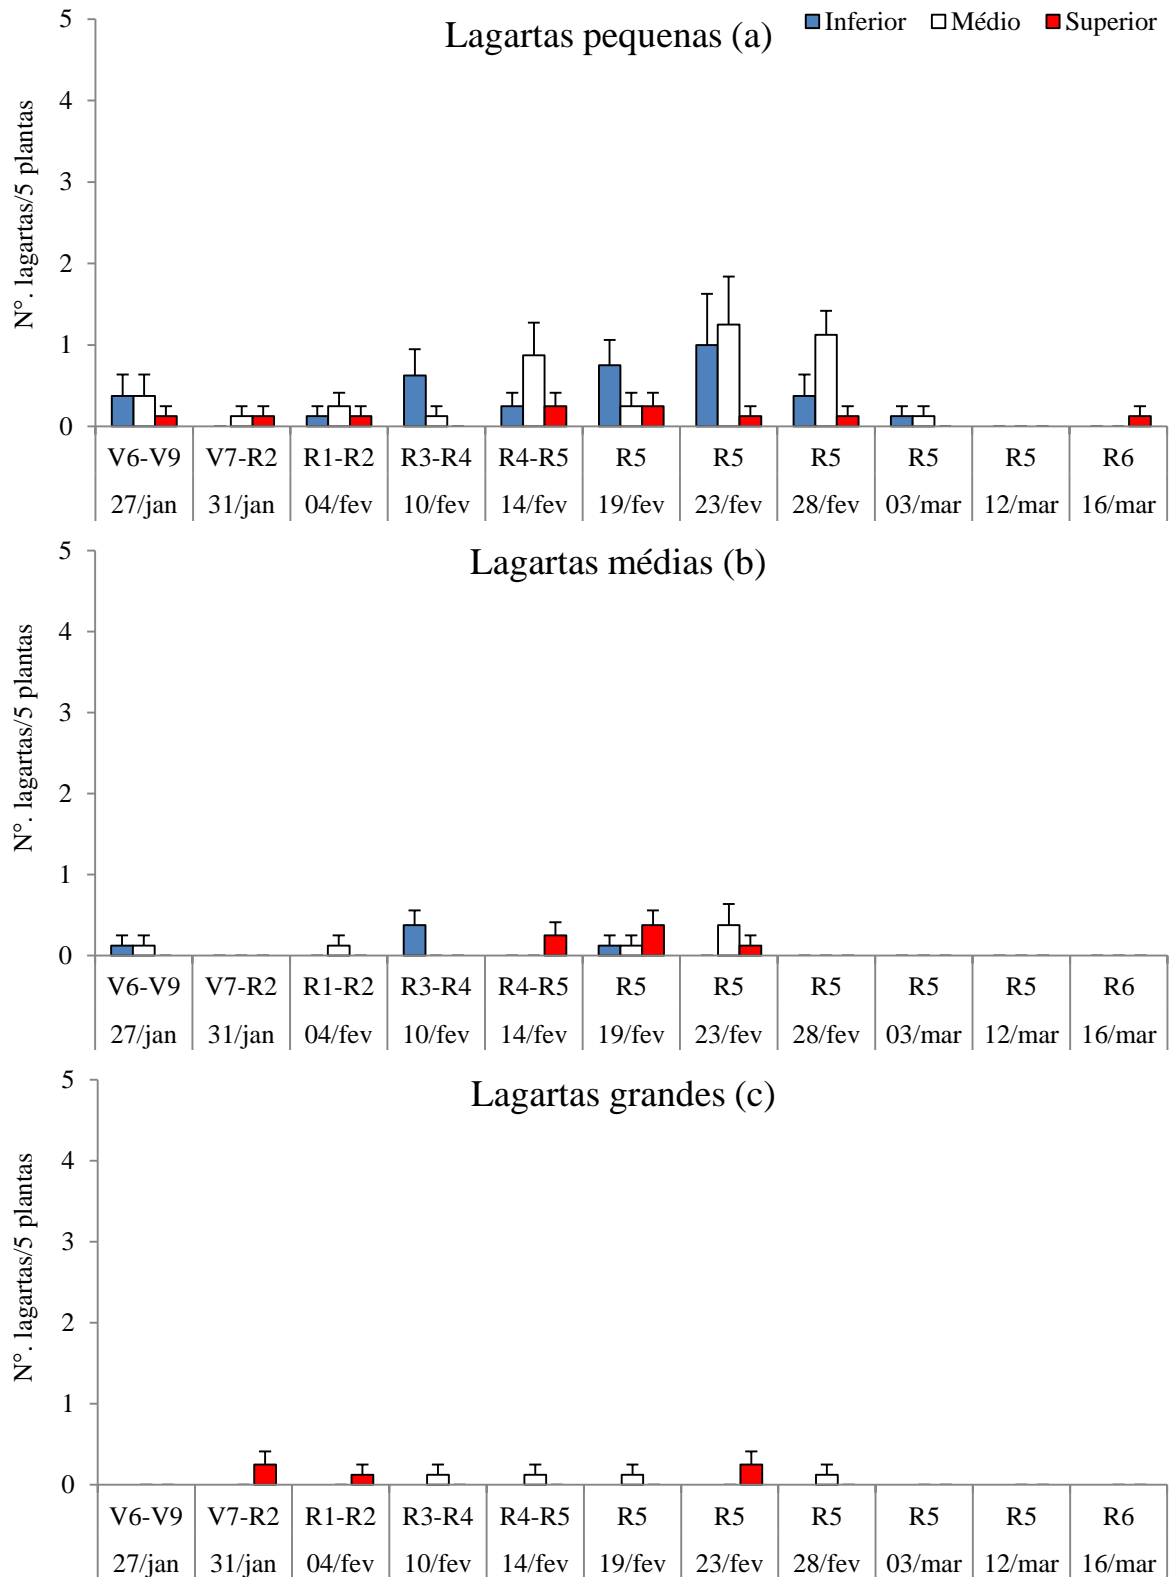 Lagartas pequenas (a)
Inferior Médio Superior
N°. lagartas/5 plantas
5
4
3
2
1
0
V6-V9 V7-R2 R1-R2 R3-R4 R4-R5 R5 R5 R5 R5 R5 R6
27/jan 31/jan 04/fev 10/fev 14/fev 19/fev 23/fev 28/fev 03/mar 12/mar 16/mar
Lagartas médias (b)
N°. lagartas/5 plantas
5
4
3
2
1
0
V6-V9 V7-R2 R1-R2 R3-R4 R4-R5 R5 R5 R5 R5 R5 R6
27/jan 31/jan 04/fev 10/fev 14/fev 19/fev 23/fev 28/fev 03/mar 12/mar 16/mar
Lagartas grandes (c)
N°. lagartas/5 plantas
5
4
3
2
1
0
V6-V9 V7-R2 R1-R2 R3-R4 R4-R5 R5 R5 R5 R5 R5 R6
27/jan 31/jan 04/fev 10/fev 14/fev 19/fev 23/fev 28/fev 03/mar 12/mar 16/mar